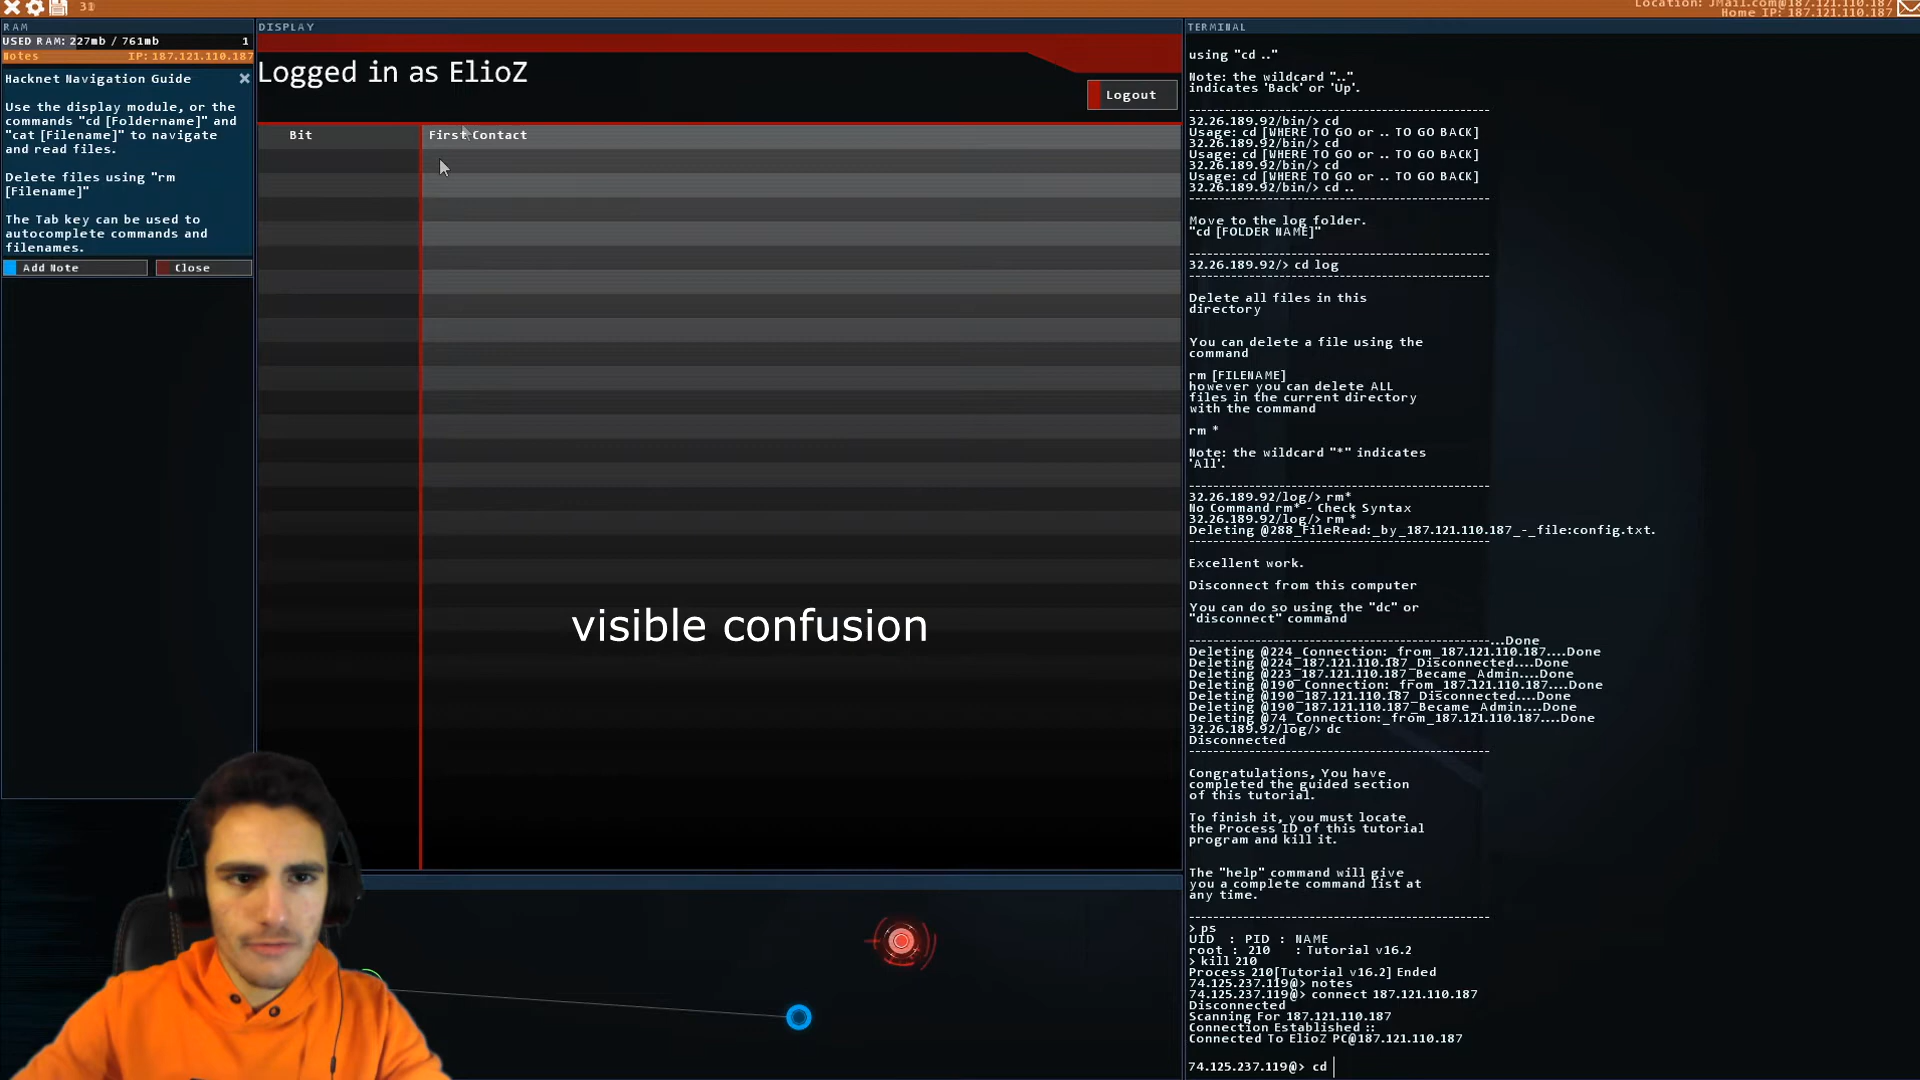 31
Location: JMail.com@187.121.110.187
Home IP: 187.121.110.187
RAM
USED RAM: 227mb / 761mb 1
Notes IP: 187.121.110.187
Hacknet Navigation Guide
Use the display module, or the
commands "cd [Foldername]" and
"cat [Filename]" to navigate
and read files.
Delete files using "rm
[Filename]"
The Tab key can be used to
autocomplete commands and
filenames.
Add Note Close
DISPLAY
Logged in as ElioZ
Logout
Bit First Contact
visible confusion
TERMINAL
using "cd .."
Note: the wildcard ".."
indicates 'Back' or 'Up'.
----------------------------------------
32.26.189.92/bin/> cd
Usage: cd [WHERE TO GO or .. TO GO BACK]
32.26.189.92/bin/> cd
Usage: cd [WHERE TO GO or .. TO GO BACK]
32.26.189.92/bin/> cd
Usage: cd [WHERE TO GO or .. TO GO BACK]
32.26.189.92/bin/> cd ..
----------------------------------------
Move to the log folder.
"cd [FOLDER NAME]"
----------------------------------------
32.26.189.92/> cd log
----------------------------------------
Delete all files in this
directory
You can delete a file using the
command
rm [FILENAME]
however you can delete ALL
files in the current directory
with the command
rm *
Note: the wildcard "*" indicates
'All'.
----------------------------------------
32.26.189.92/log/> rm*
No Command rm* - Check Syntax
32.26.189.92/log/> rm *
Deleting @288_FileRead:_by_187.121.110.187_-_file:config.txt.
----------------------------------------
Excellent work.
Disconnect from this computer
You can do so using the "dc" or
"disconnect" command
----------------------------------------...Done
Deleting @224_Connection:_from_187.121.110.187....Done
Deleting @224_187.121.110.187_Disconnected....Done
Deleting @223_187.121.110.187_Became_Admin....Done
Deleting @190_Connection:_from_187.121.110.187....Done
Deleting @190_187.121.110.187_Disconnected....Done
Deleting @190_187.121.110.187_Became_Admin....Done
Deleting @74_Connection:_from_187.121.110.187....Done
32.26.189.92/log/> dc
Disconnected
----------------------------------------
Congratulations, You have
completed the guided section
of this tutorial.
To finish it, you must locate
the Process ID of this tutorial
program and kill it.
The "help" command will give
you a complete command list at
any time.
----------------------------------------
> ps
UID : PID : NAME
root : 210 : Tutorial v16.2
> kill 210
Process 210[Tutorial v16.2] Ended
74.125.237.119@> notes
74.125.237.119@> connect 187.121.110.187
Disconnected
Scanning For 187.121.110.187
Connection Established ::
Connected To ElioZ PC@187.121.110.187
74.125.237.119@> cd